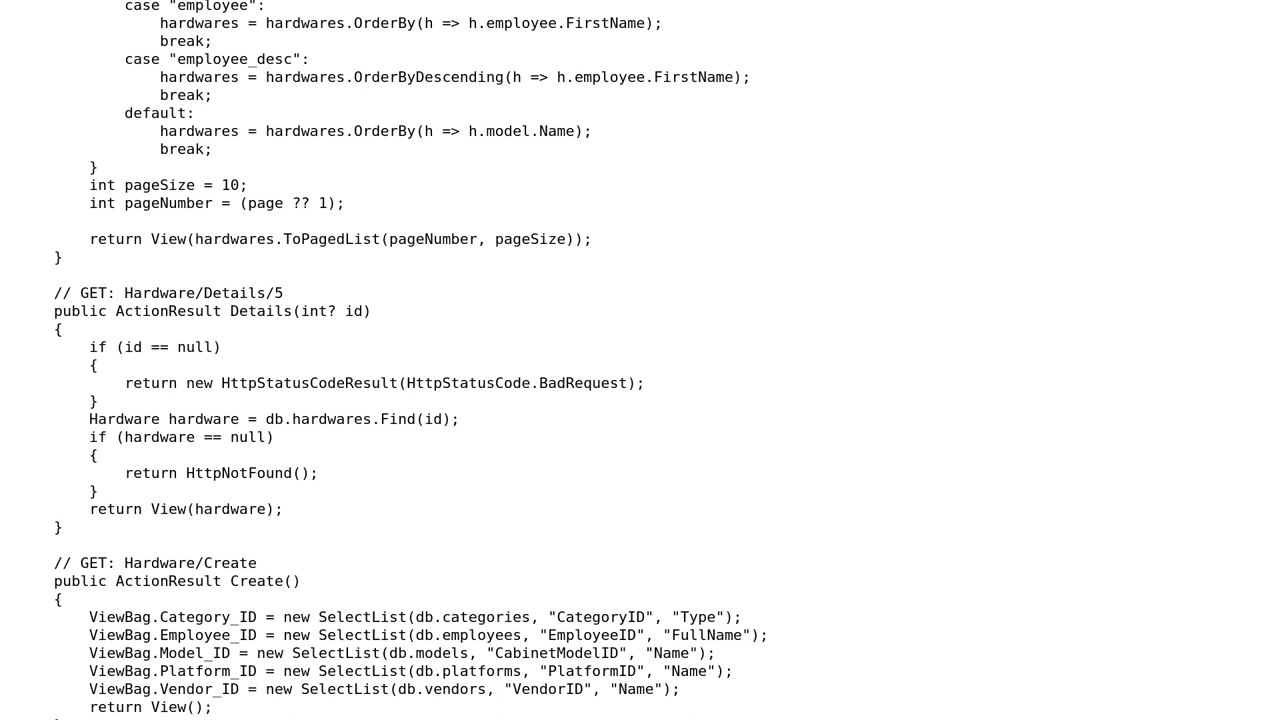 case "employee":
            hardwares = hardwares.OrderBy(h => h.employee.FirstName);
            break;
        case "employee_desc":
            hardwares = hardwares.OrderByDescending(h => h.employee.FirstName);
            break;
        default:
            hardwares = hardwares.OrderBy(h => h.model.Name);
            break;
    }
    int pageSize = 10;
    int pageNumber = (page ?? 1);

    return View(hardwares.ToPagedList(pageNumber, pageSize));
}

// GET: Hardware/Details/5
public ActionResult Details(int? id)
{
    if (id == null)
    {
        return new HttpStatusCodeResult(HttpStatusCode.BadRequest);
    }
    Hardware hardware = db.hardwares.Find(id);
    if (hardware == null)
    {
        return HttpNotFound();
    }
    return View(hardware);
}

// GET: Hardware/Create
public ActionResult Create()
{
    ViewBag.Category_ID = new SelectList(db.categories, "CategoryID", "Type");
    ViewBag.Employee_ID = new SelectList(db.employees, "EmployeeID", "FullName");
    ViewBag.Model_ID = new SelectList(db.models, "CabinetModelID", "Name");
    ViewBag.Platform_ID = new SelectList(db.platforms, "PlatformID", "Name");
    ViewBag.Vendor_ID = new SelectList(db.vendors, "VendorID", "Name");
    return View();